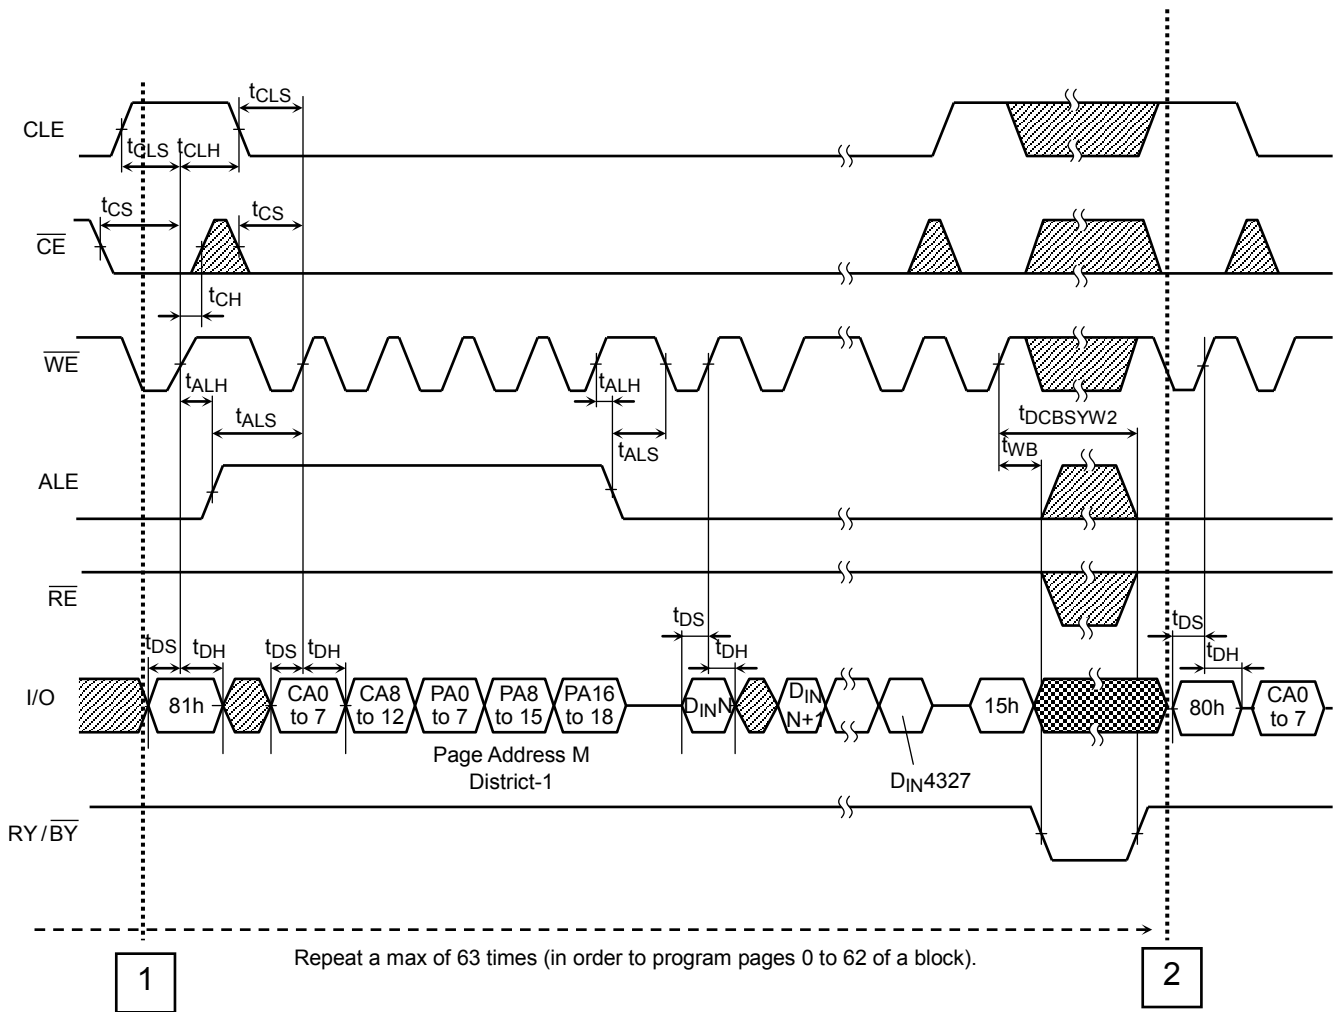 CLE
tCLS
tCLS
tCLH
CE
tCS
tCS
tCH
WE
tALH
tALS
tALH
tALS
tDCBSYW2
tWB
ALE
RE
tDS
tDH
tDS
tDH
tDS
tDH
tDS
tDH
I/O
81h
CA0
to 7
CA8
to 12
PA0
to 7
PA8
to 15
PA16
to 18
DINN
DIN
N+1
15h
80h
CA0
to 7
Page Address M
District-1
DIN4327
RY/BY
Repeat a max of 63 times (in order to program pages 0 to 62 of a block).
1
2